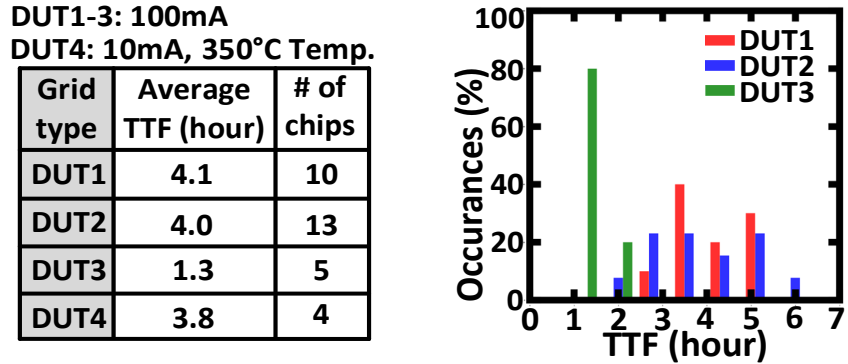 DUT1-3: 100mA
DUT4: 10mA, 350°C Temp.
Grid type Average TTF (hour) # of chips
DUT1 4.1 10
DUT2 4.0 13
DUT3 1.3 5
DUT4 3.8 4
Occurances (%)
100
80
60
40
20
0
DUT1
DUT2
DUT3
0 1 2 3 4 5 6 7
TTF (hour)